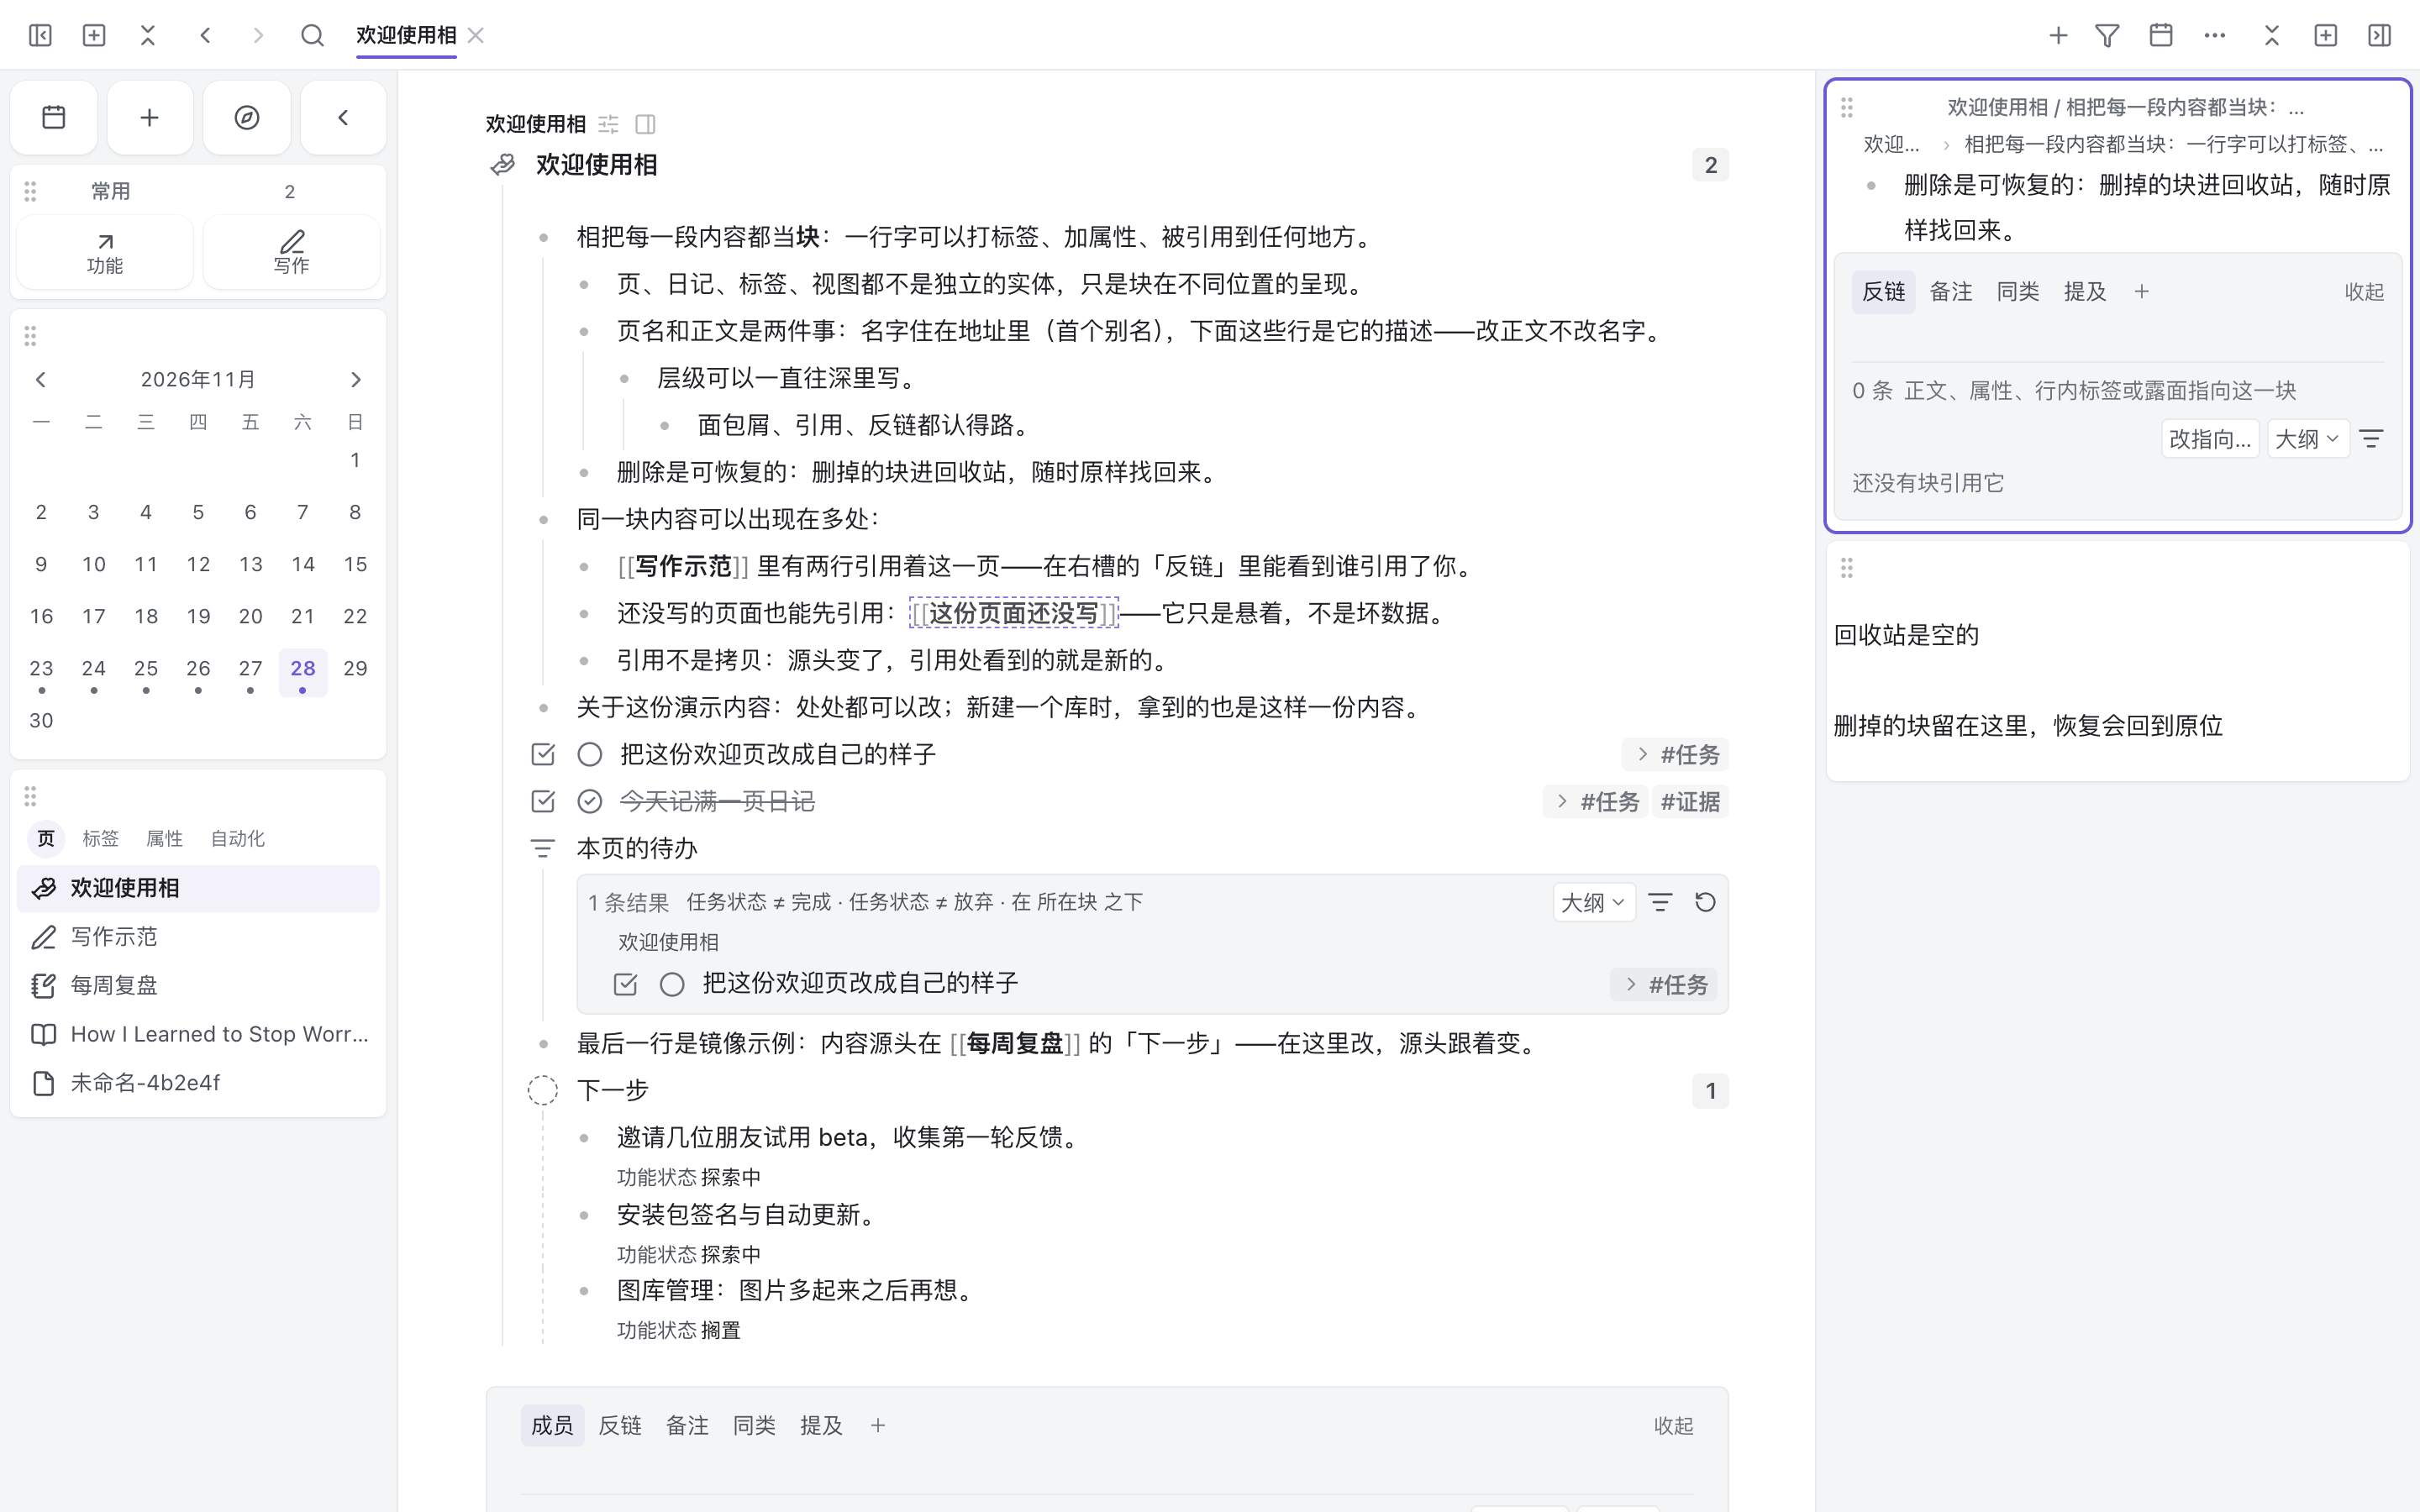 欢迎使用相
常用 2
功能
写作
2026年11月
一 二 三 四 五 六 日
1
2 3 4 5 6 7 8
9 10 11 12 13 14 15
16 17 18 19 20 21 22
23 24 25 26 27 28 29
30
页 标签 属性 自动化
欢迎使用相
写作示范
每周复盘
How I Learned to Stop Worr...
未命名-4b2e4f
欢迎使用相
欢迎使用相 2
相把每一段内容都当块：一行字可以打标签、加属性、被引用到任何地方。
页、日记、标签、视图都不是独立的实体，只是块在不同位置的呈现。
页名和正文是两件事：名字住在地址里（首个别名），下面这些行是它的描述——改正文不改名字。
层级可以一直往深里写。
面包屑、引用、反链都认得路。
删除是可恢复的：删掉的块进回收站，随时原样找回来。
同一块内容可以出现在多处：
[[写作示范]] 里有两行引用着这一页——在右槽的「反链」里能看到谁引用了你。
还没写的页面也能先引用：[[这份页面还没写]]——它只是悬着，不是坏数据。
引用不是拷贝：源头变了，引用处看到的就是新的。
关于这份演示内容：处处都可以改；新建一个库时，拿到的也是这样一份内容。
把这份欢迎页改成自己的样子 #任务
今天记满一页日记 #任务 #证据
本页的待办
1 条结果 任务状态 ≠ 完成 · 任务状态 ≠ 放弃 · 在 所在块 之下 大纲
欢迎使用相
把这份欢迎页改成自己的样子 #任务
最后一行是镜像示例：内容源头在 [[每周复盘]] 的「下一步」——在这里改，源头跟着变。
下一步 1
邀请几位朋友试用 beta，收集第一轮反馈。
功能状态 探索中
安装包签名与自动更新。
功能状态 探索中
图库管理：图片多起来之后再想。
功能状态 搁置
成员 反链 备注 同类 提及 + 收起
欢迎使用相 / 相把每一段内容都当块：...
欢迎... › 相把每一段内容都当块：一行字可以打标签、...
删除是可恢复的：删掉的块进回收站，随时原
样找回来。
反链 备注 同类 提及 + 收起
0 条 正文、属性、行内标签或露面指向这一块
改指向... 大纲
还没有块引用它
回收站是空的
删掉的块留在这里，恢复会回到原位